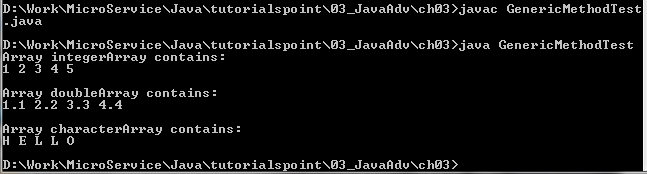 D:\Work\MicroService\Java\tutorialspoint\03_JavaAdv\ch03>javac GenericMethodTest
.java
D:\Work\MicroService\Java\tutorialspoint\03_JavaAdv\ch03>java GenericMethodTest
Array integerArray contains:
1 2 3 4 5
Array doubleArray contains:
1.1 2.2 3.3 4.4
Array characterArray contains:
H E L L O
D:\Work\MicroService\Java\tutorialspoint\03_JavaAdv\ch03>